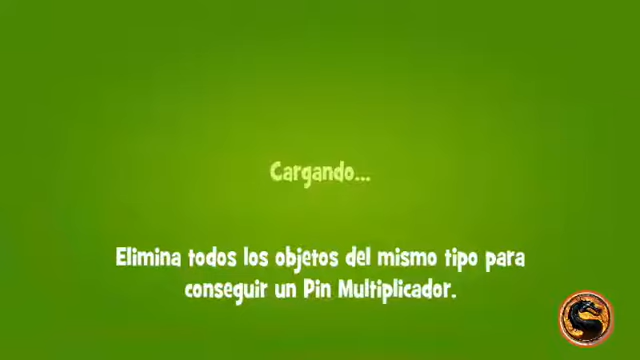 Cargando...
Elimina todos los objetos del mismo tipo para
conseguir un Pin Multiplicador.